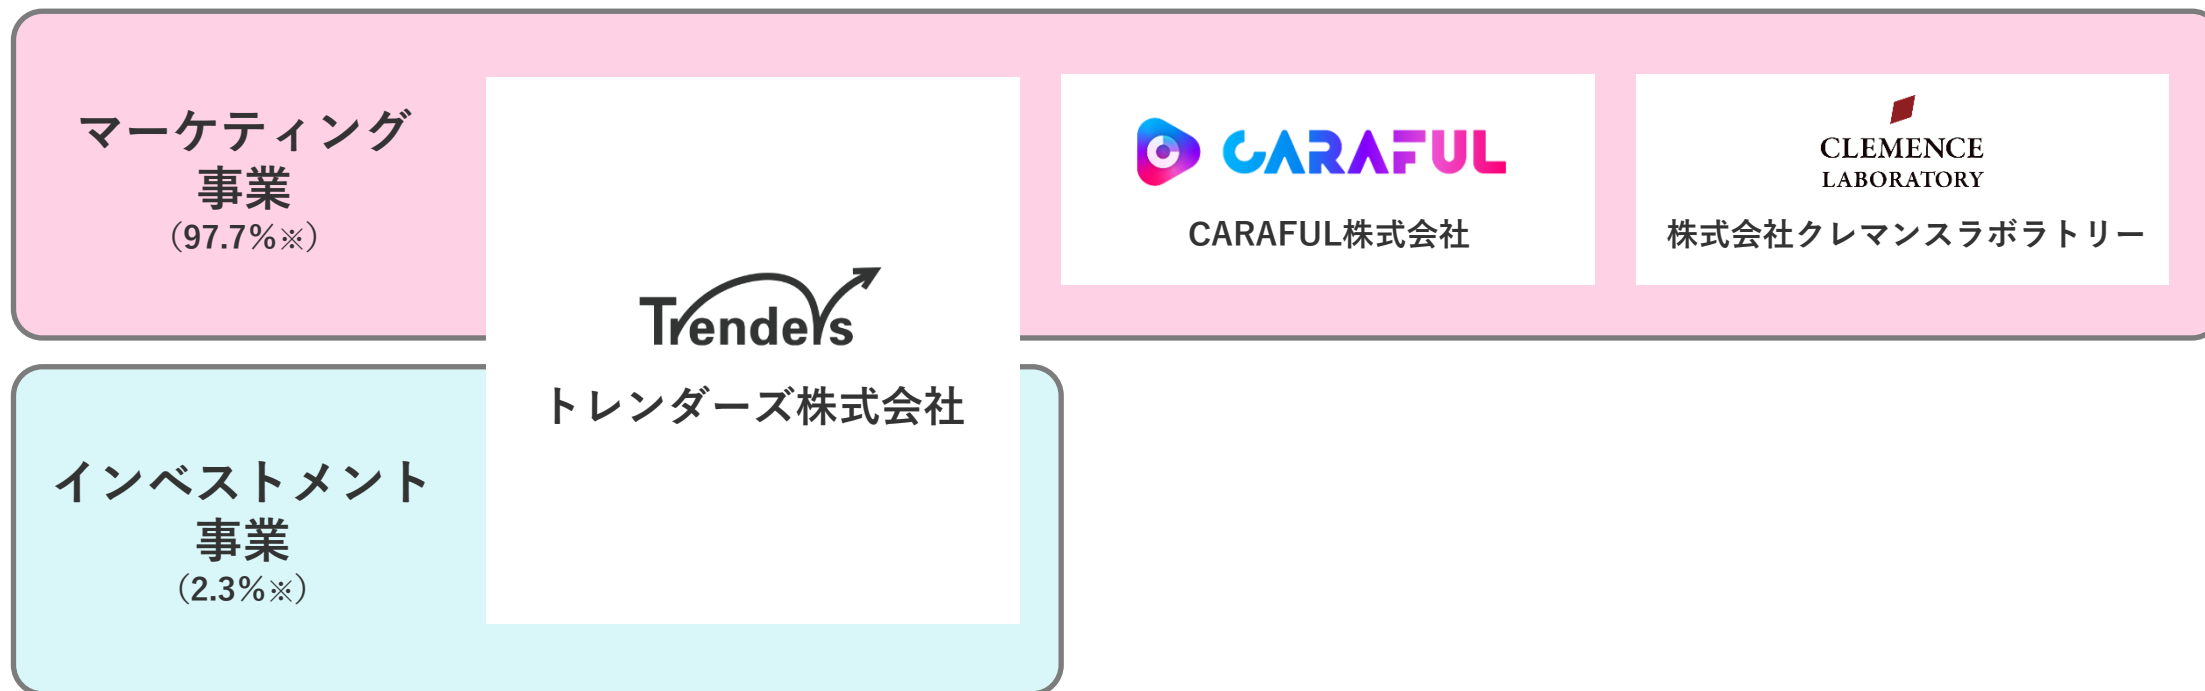 マーケティング
事業
（97.7%※）
Trenders
トレンダーズ株式会社
CARAFUL
CARAFUL株式会社
CLEMENCE
LABORATORY
株式会社クレマンスラボラトリー
インベストメント
事業
（2.3%※）